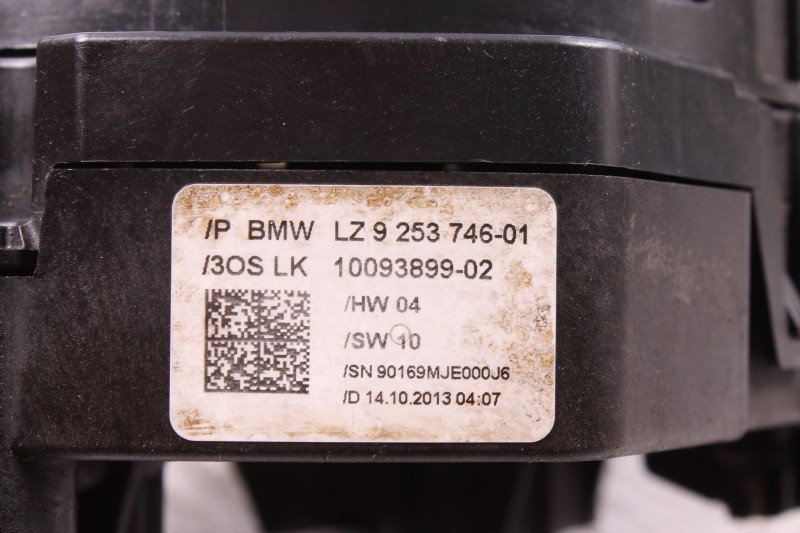 /P BMW LZ 9 253 746-01
/3OS LK 10093899-02
/HW 04
/SW 10
/SN 90169MJE000J6
/D 14.10.2013 04:07